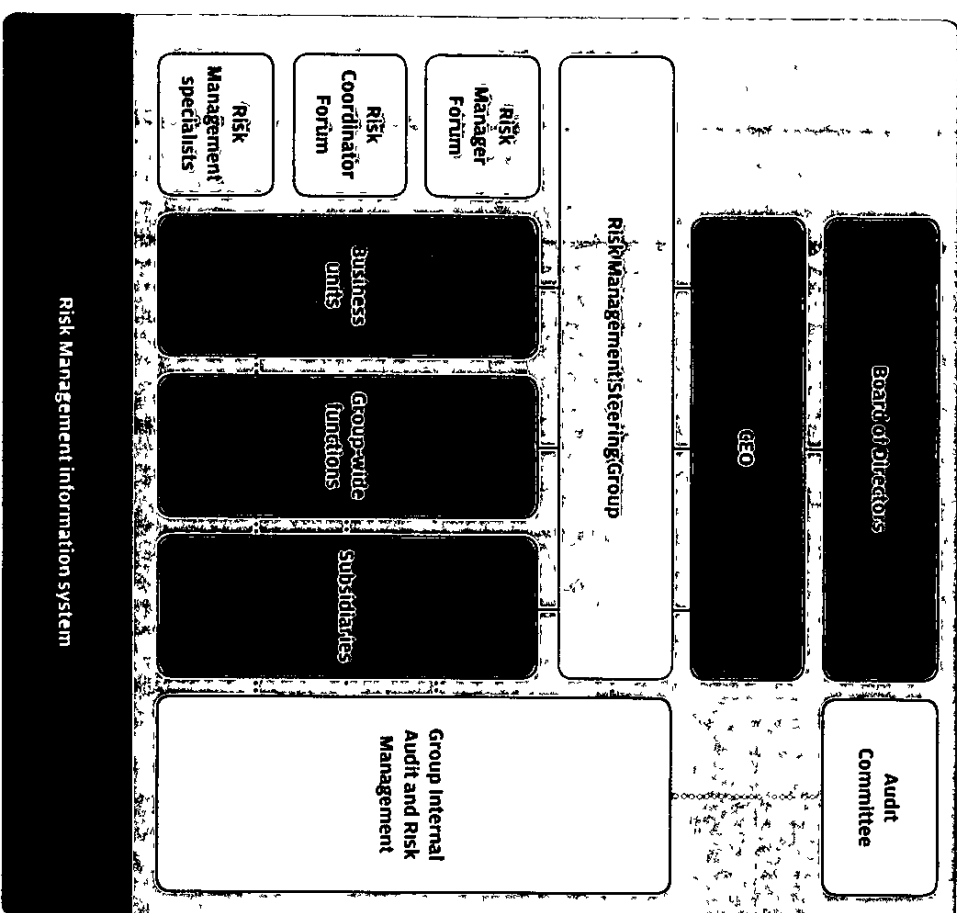 Board of Directors
Audit
Committee
CEO
Risk Management Steering Group
Risk
Manager
Forum
Risk
Coordinator
Forum
Risk
Management
specialists
Business
units
Group-wide
functions
Subsidiaries
Group Internal
Audit and Risk
Management
Risk Management information system